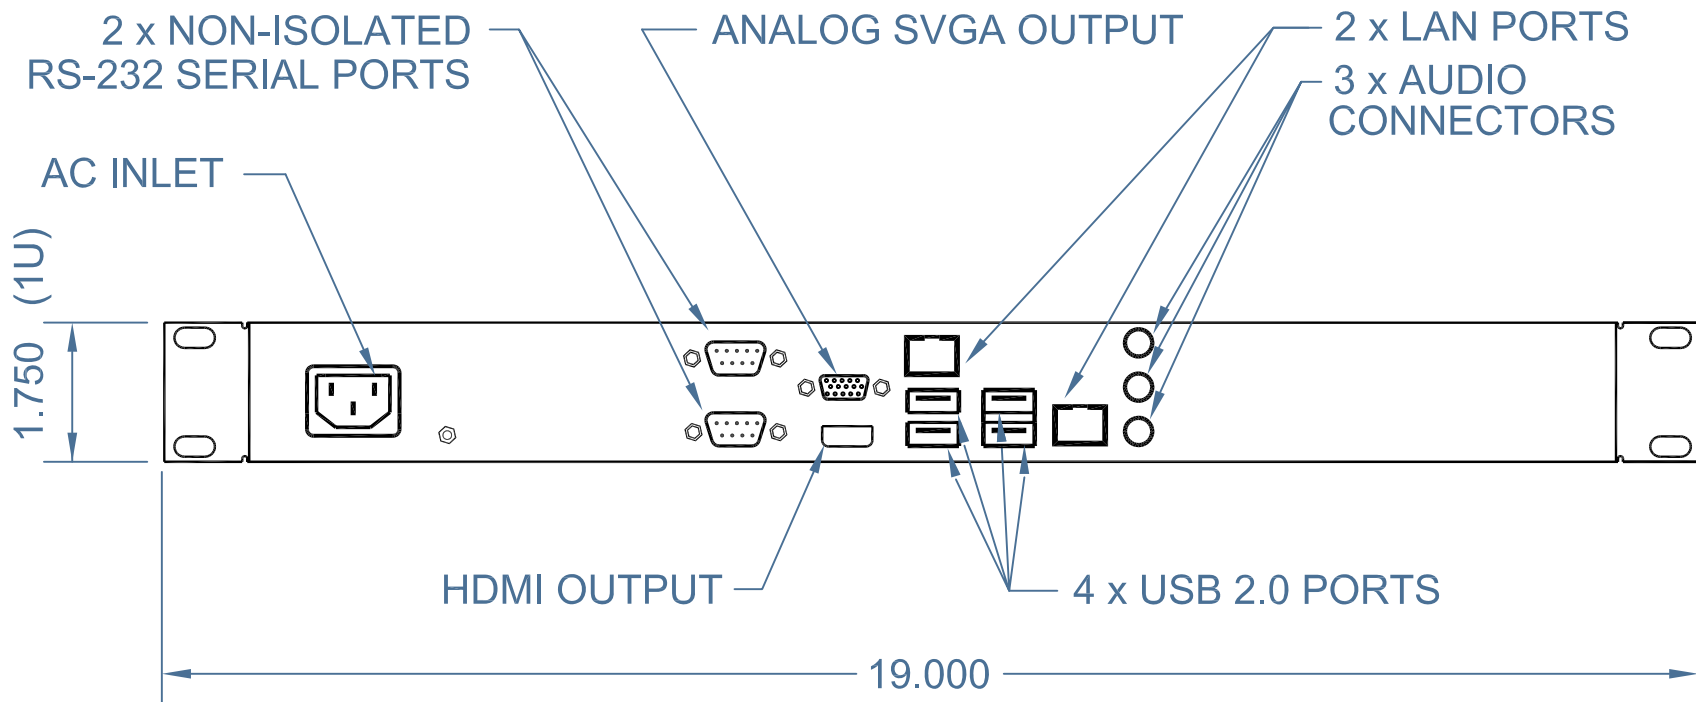 2 x NON-ISOLATED
RS-232 SERIAL PORTS
ANALOG SVGA OUTPUT
2 x LAN PORTS
3 x AUDIO
CONNECTORS
AC INLET
1.750 (1U)
HDMI OUTPUT
4 x USB 2.0 PORTS
19.000